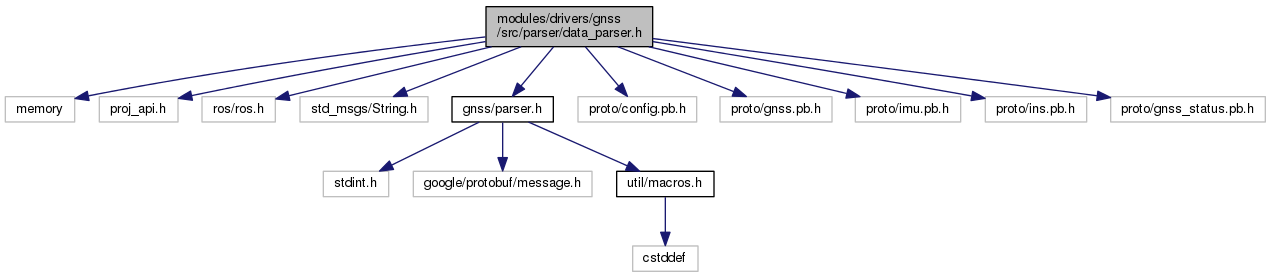 modules/drivers/gnss
/src/parser/data_parser.h
memory
proj_api.h
ros/ros.h
std_msgs/String.h
gnss/parser.h
proto/config.pb.h
proto/gnss.pb.h
proto/imu.pb.h
proto/ins.pb.h
proto/gnss_status.pb.h
stdint.h
google/protobuf/message.h
util/macros.h
cstddef